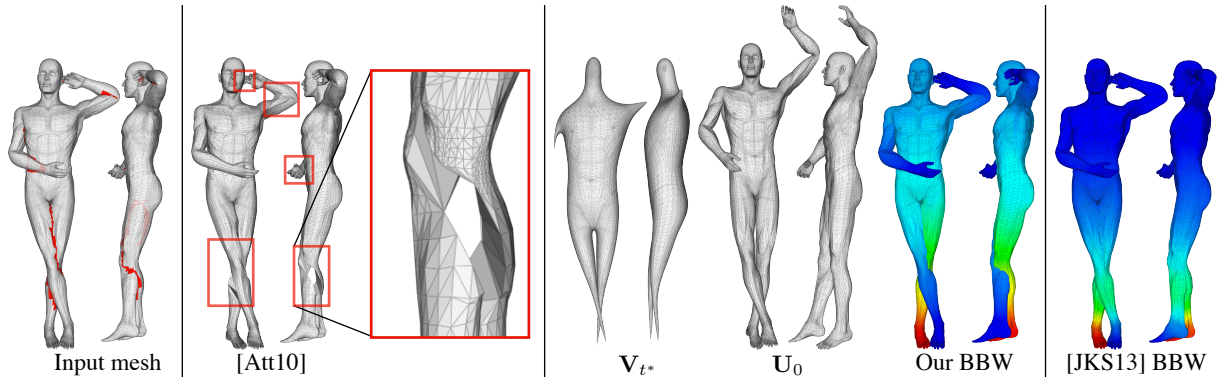 Input mesh
[Att10]
V_{t*}
U_0
Our BBW
[JKS13] BBW